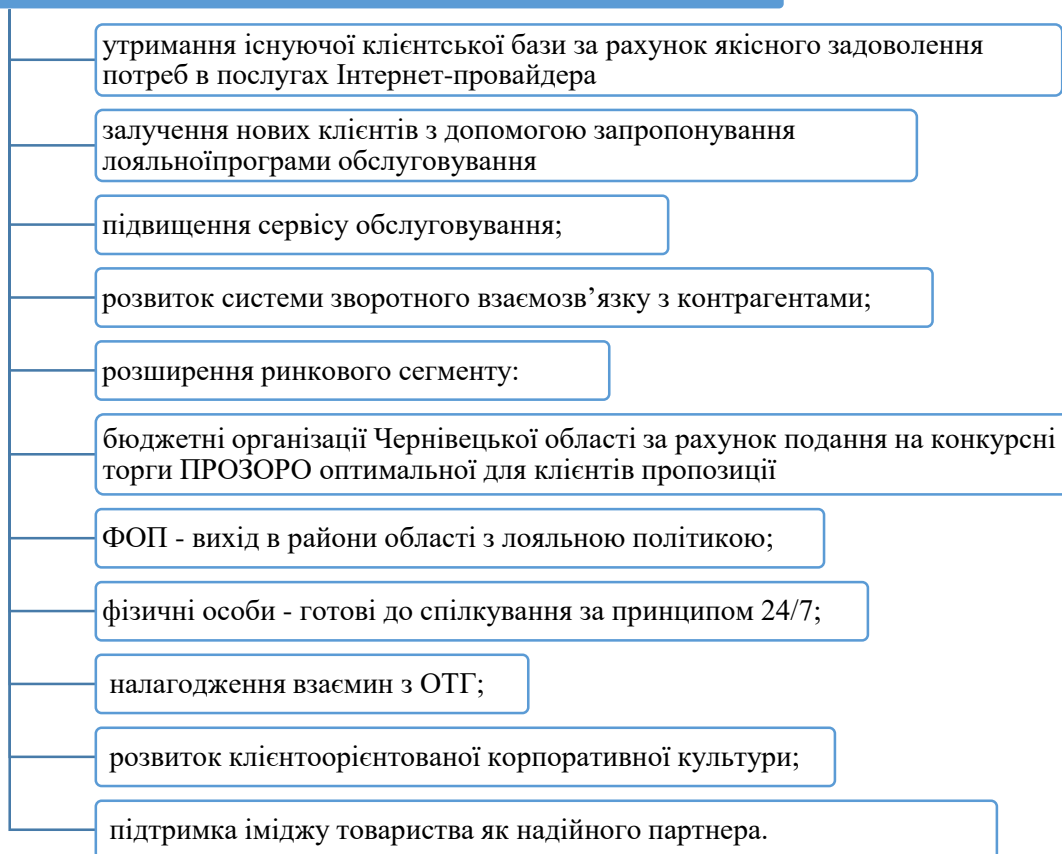 утримання існуючої клієнтської бази за рахунок якісного задоволення
потреб в послугах Інтернет-провайдера
залучення нових клієнтів з допомогою запропонування
лояльноїпрограми обслуговування
підвищення сервісу обслуговування;
розвиток системи зворотного взаємозв’язку з контрагентами;
розширення ринкового сегменту:
бюджетні організації Чернівецької області за рахунок подання на конкурсні
торги ПРОЗОРО оптимальної для клієнтів пропозиції
ФОП - вихід в райони області з лояльною політикою;
фізичні особи - готові до спілкування за принципом 24/7;
налагодження взаємин з ОТГ;
розвиток клієнтоорієнтованої корпоративної культури;
підтримка іміджу товариства як надійного партнера.